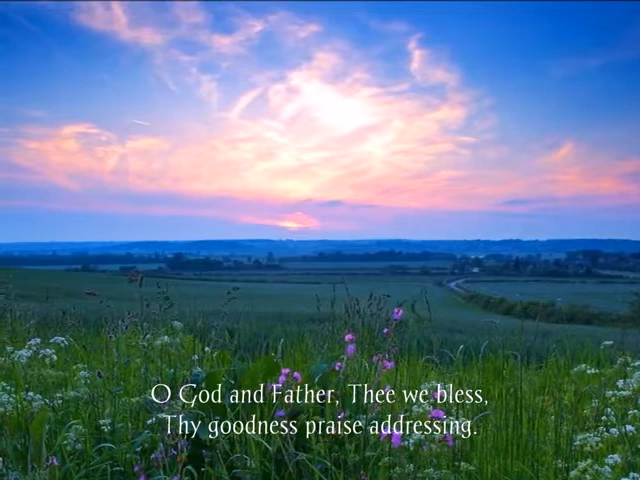 O God and Father, Thee we bless,
Thy goodness praise addressing.